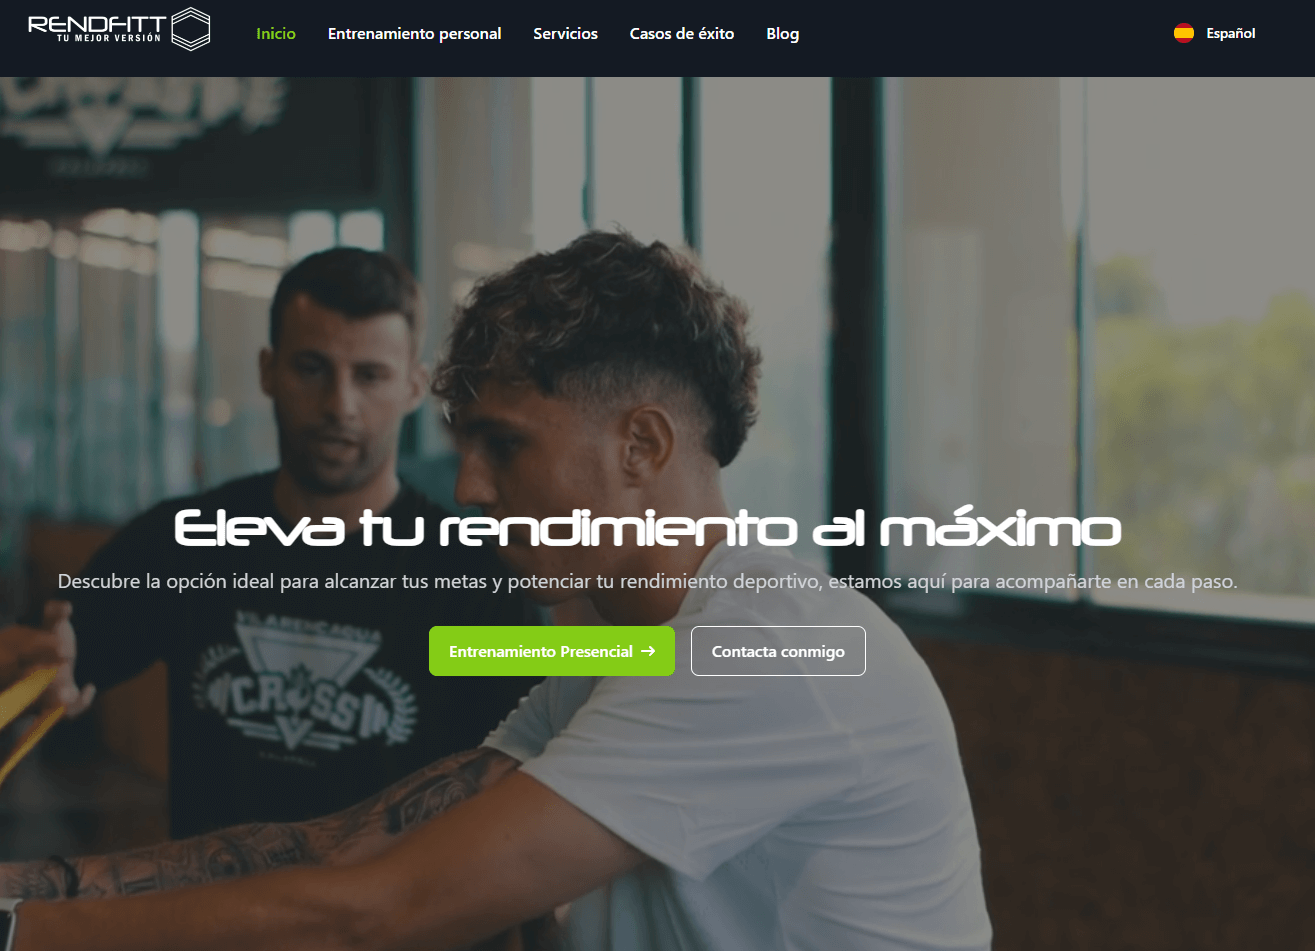 RENDFITT
TU MEJOR VERSIÓN
Inicio
Entrenamiento personal
Servicios
Casos de éxito
Blog
Español
Eleva tu rendimiento al máximo
Descubre la opción ideal para alcanzar tus metas y potenciar tu rendimiento deportivo, estamos aquí para acompañarte en cada paso.
Entrenamiento Presencial →
Contacta conmigo
CROSS